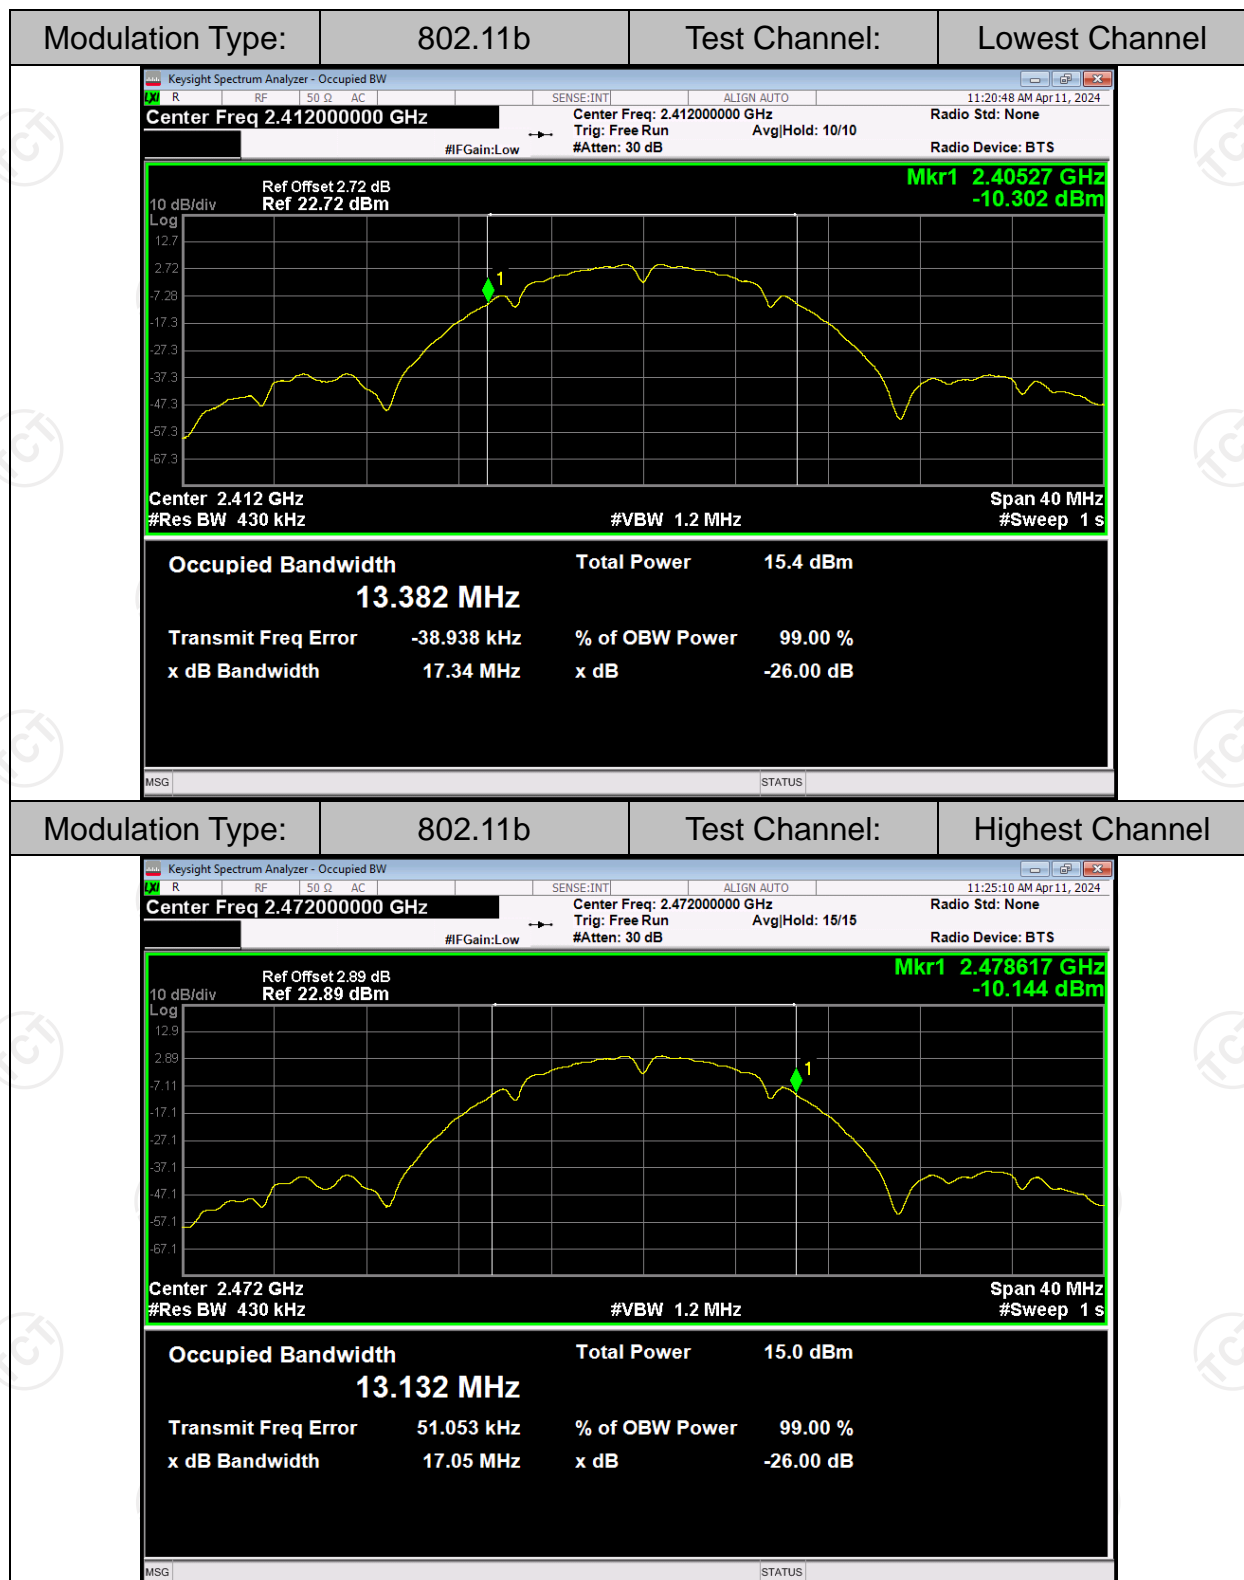 Modulation Type: 802.11b Test Channel: Lowest Channel
Keysight Spectrum Analyzer - Occupied BW
LXI R RF 50 Ω AC SENSE:INT ALIGN AUTO 11:20:48 AM Apr 11, 2024
Center Freq 2.412000000 GHz Center Freq: 2.412000000 GHz Radio Std: None
Trig: Free Run Avg|Hold: 10/10
#IFGain:Low #Atten: 30 dB Radio Device: BTS
Mkr1 2.40527 GHz
-10.302 dBm
Ref Offset 2.72 dB
10 dB/div Ref 22.72 dBm
Log
12.7
2.72
1
-7.28
-17.3
-27.3
-37.3
-47.3
-57.3
-67.3
Center 2.412 GHz Span 40 MHz
#Res BW 430 kHz #VBW 1.2 MHz #Sweep 1 s
Occupied Bandwidth Total Power 15.4 dBm
13.382 MHz
Transmit Freq Error -38.938 kHz % of OBW Power 99.00 %
x dB Bandwidth 17.34 MHz x dB -26.00 dB
MSG STATUS
Modulation Type: 802.11b Test Channel: Highest Channel
Keysight Spectrum Analyzer - Occupied BW
LXI R RF 50 Ω AC SENSE:INT ALIGN AUTO 11:25:10 AM Apr 11, 2024
Center Freq 2.472000000 GHz Center Freq: 2.472000000 GHz Radio Std: None
Trig: Free Run Avg|Hold: 15/15
#IFGain:Low #Atten: 30 dB Radio Device: BTS
Mkr1 2.478617 GHz
-10.144 dBm
Ref Offset 2.89 dB
10 dB/div Ref 22.89 dBm
Log
12.9
2.89
1
-7.11
-17.1
-27.1
-37.1
-47.1
-57.1
-67.1
Center 2.472 GHz Span 40 MHz
#Res BW 430 kHz #VBW 1.2 MHz #Sweep 1 s
Occupied Bandwidth Total Power 15.0 dBm
13.132 MHz
Transmit Freq Error 51.053 kHz % of OBW Power 99.00 %
x dB Bandwidth 17.05 MHz x dB -26.00 dB
MSG STATUS
TCT